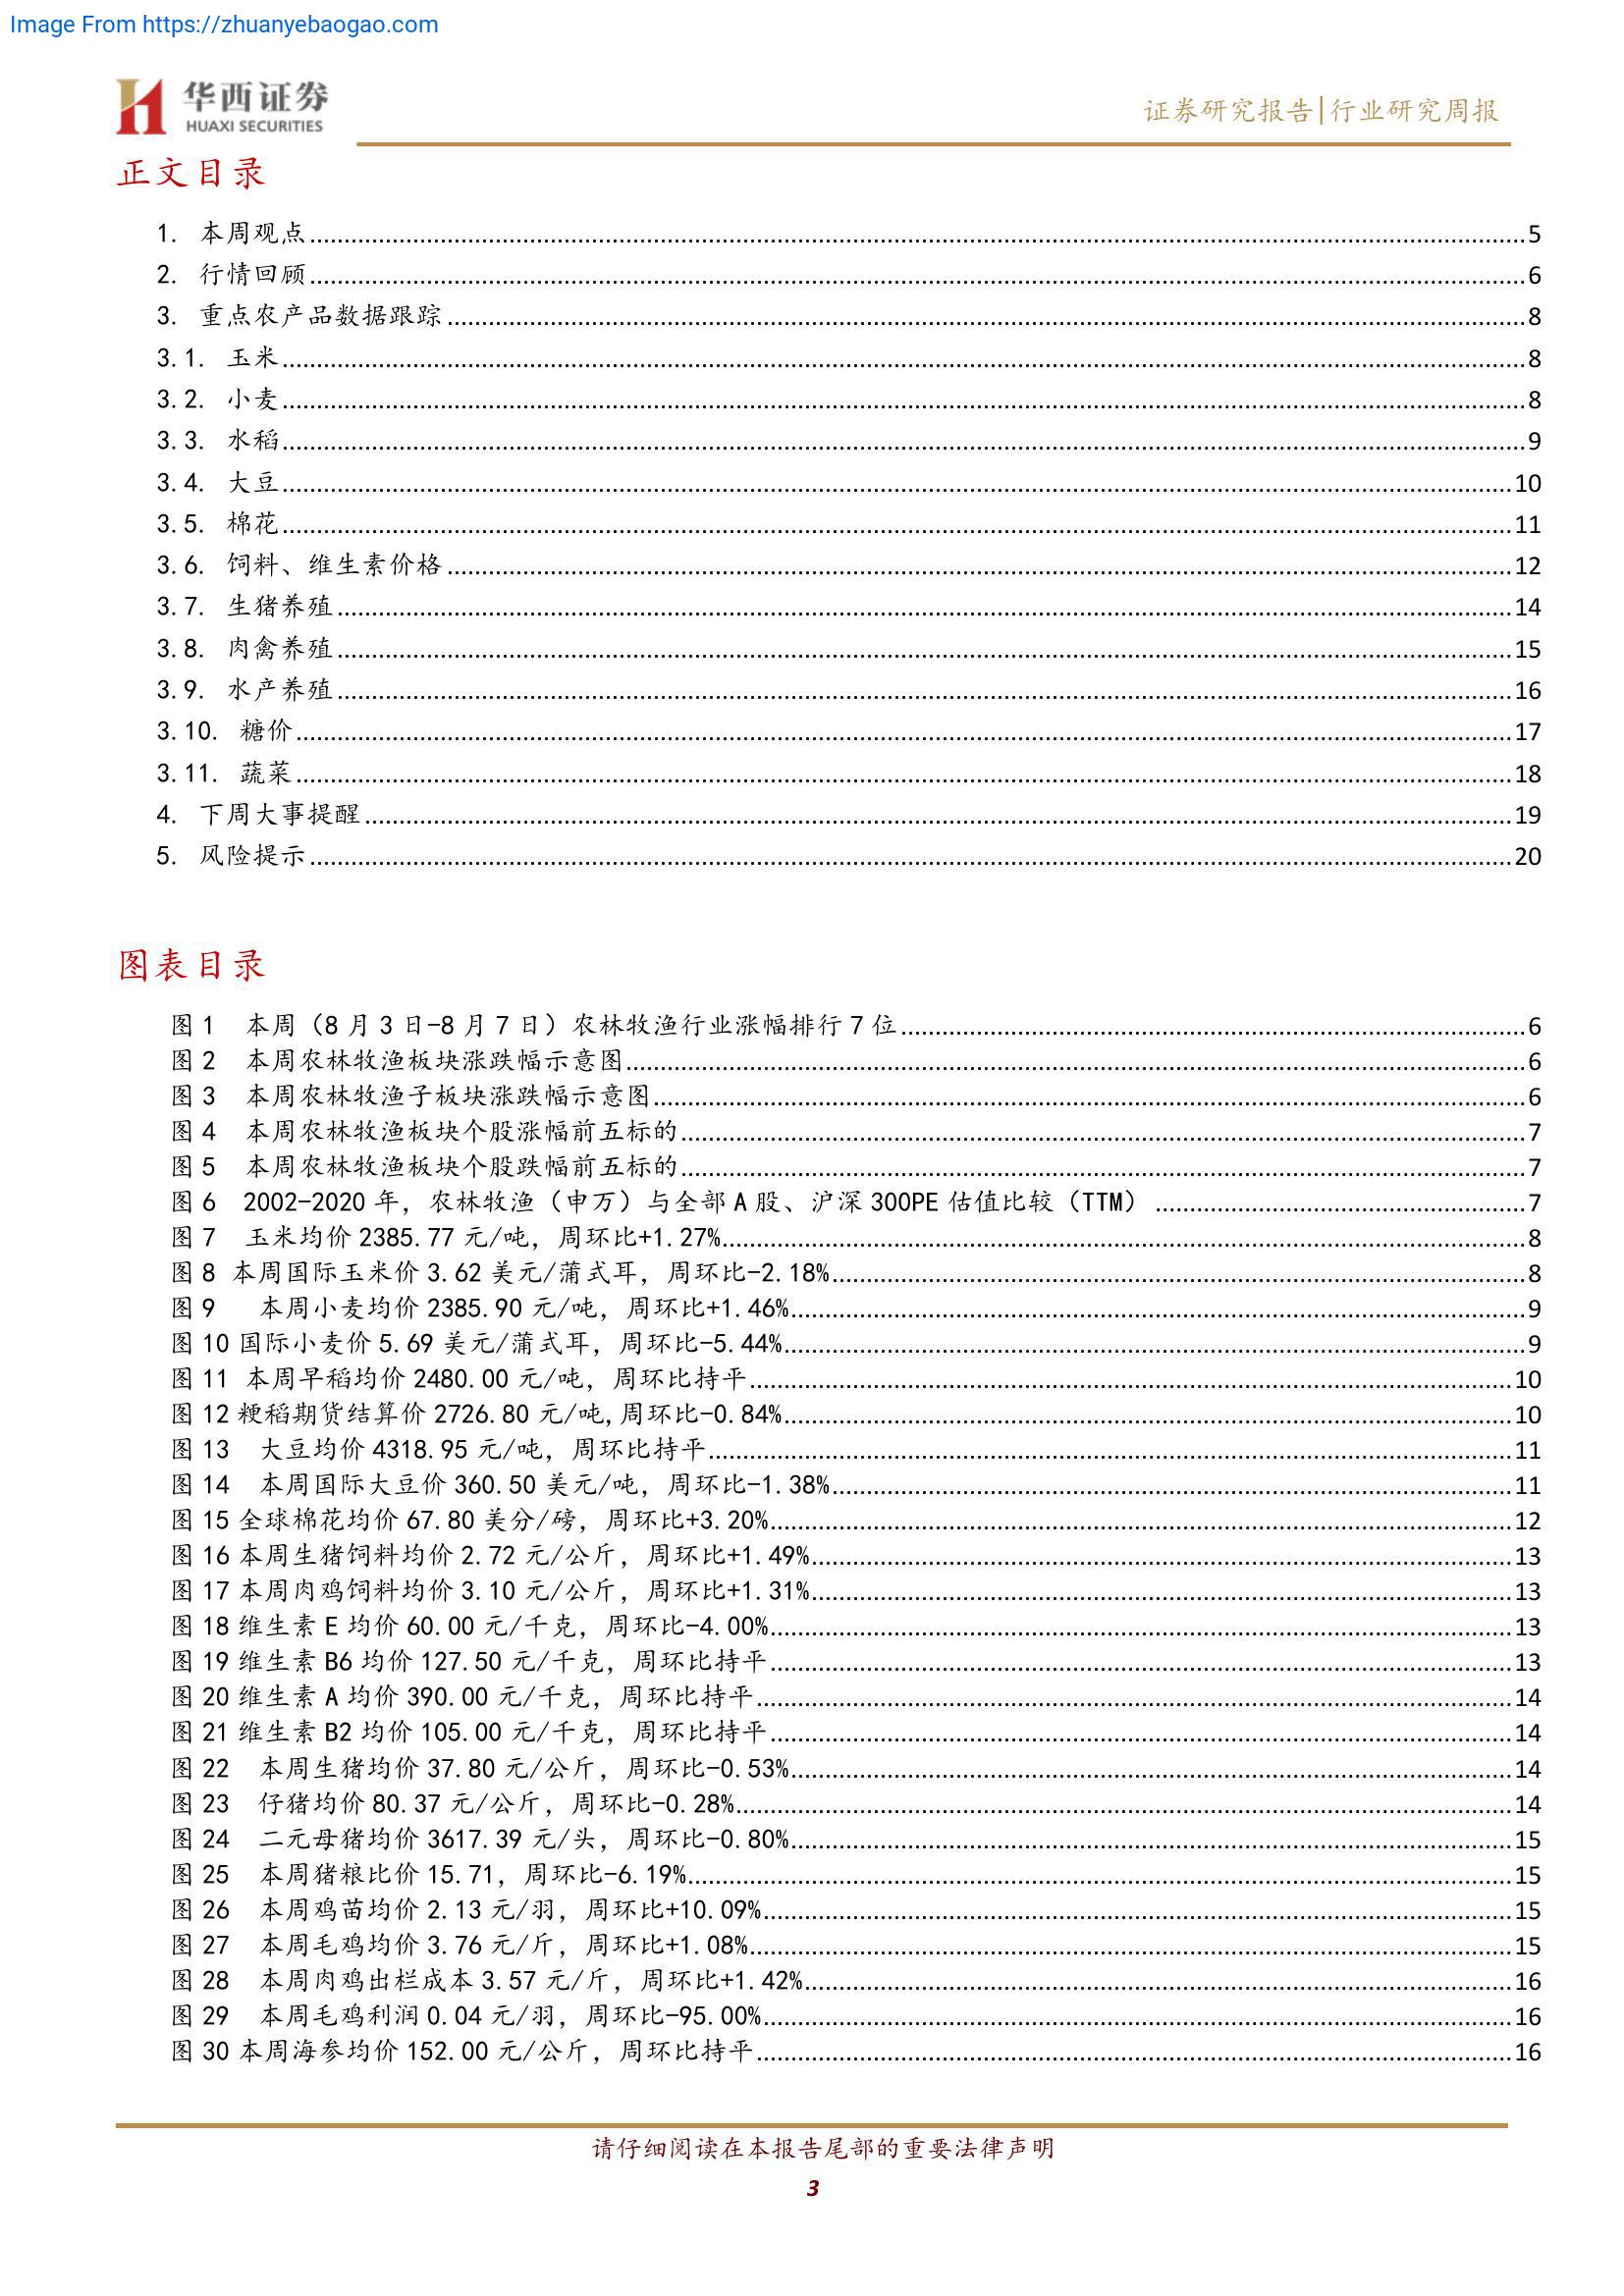 Image From https://zhuanyebaogao.com
华西证券
HUAXI SECURITIES
证券研究报告|行业研究周报
正文目录
1. 本周观点........5
2. 行情回顾........6
3. 重点农产品数据跟踪........8
3.1. 玉米........8
3.2. 小麦........8
3.3. 水稻........9
3.4. 大豆........10
3.5. 棉花........11
3.6. 饲料、维生素价格........12
3.7. 生猪养殖........14
3.8. 肉禽养殖........15
3.9. 水产养殖........16
3.10. 糖价........17
3.11. 蔬菜........18
4. 下周大事提醒........19
5. 风险提示........20
图表目录
图 1 本周（8 月 3 日-8 月 7 日）农林牧渔行业涨幅排行 7 位........6
图 2 本周农林牧渔板块涨跌幅示意图........6
图 3 本周农林牧渔子板块涨跌幅示意图........6
图 4 本周农林牧渔板块个股涨幅前五标的........7
图 5 本周农林牧渔板块个股跌幅前五标的........7
图 6 2002-2020 年，农林牧渔（申万）与全部 A 股、沪深 300PE 估值比较（TTM）........7
图 7 玉米均价 2385.77 元/吨，周环比+1.27%........8
图 8 本周国际玉米价 3.62 美元/蒲式耳，周环比-2.18%........8
图 9 本周小麦均价 2385.90 元/吨，周环比+1.46%........9
图 10 国际小麦价 5.69 美元/蒲式耳，周环比-5.44%........9
图 11 本周早稻均价 2480.00 元/吨，周环比持平........10
图 12 粳稻期货结算价 2726.80 元/吨,周环比-0.84%........10
图 13 大豆均价 4318.95 元/吨，周环比持平........11
图 14 本周国际大豆价 360.50 美元/吨，周环比-1.38%........11
图 15 全球棉花均价 67.80 美分/磅，周环比+3.20%........12
图 16 本周生猪饲料均价 2.72 元/公斤，周环比+1.49%........13
图 17 本周肉鸡饲料均价 3.10 元/公斤，周环比+1.31%........13
图 18 维生素 E 均价 60.00 元/千克，周环比-4.00%........13
图 19 维生素 B6 均价 127.50 元/千克，周环比持平........13
图 20 维生素 A 均价 390.00 元/千克，周环比持平........14
图 21 维生素 B2 均价 105.00 元/千克，周环比持平........14
图 22 本周生猪均价 37.80 元/公斤，周环比-0.53%........14
图 23 仔猪均价 80.37 元/公斤，周环比-0.28%........14
图 24 二元母猪均价 3617.39 元/头，周环比-0.80%........15
图 25 本周猪粮比价 15.71，周环比-6.19%........15
图 26 本周鸡苗均价 2.13 元/羽，周环比+10.09%........15
图 27 本周毛鸡均价 3.76 元/斤，周环比+1.08%........15
图 28 本周肉鸡出栏成本 3.57 元/斤，周环比+1.42%........16
图 29 本周毛鸡利润 0.04 元/羽，周环比-95.00%........16
图 30 本周海参均价 152.00 元/公斤，周环比持平........16
请仔细阅读在本报告尾部的重要法律声明
3